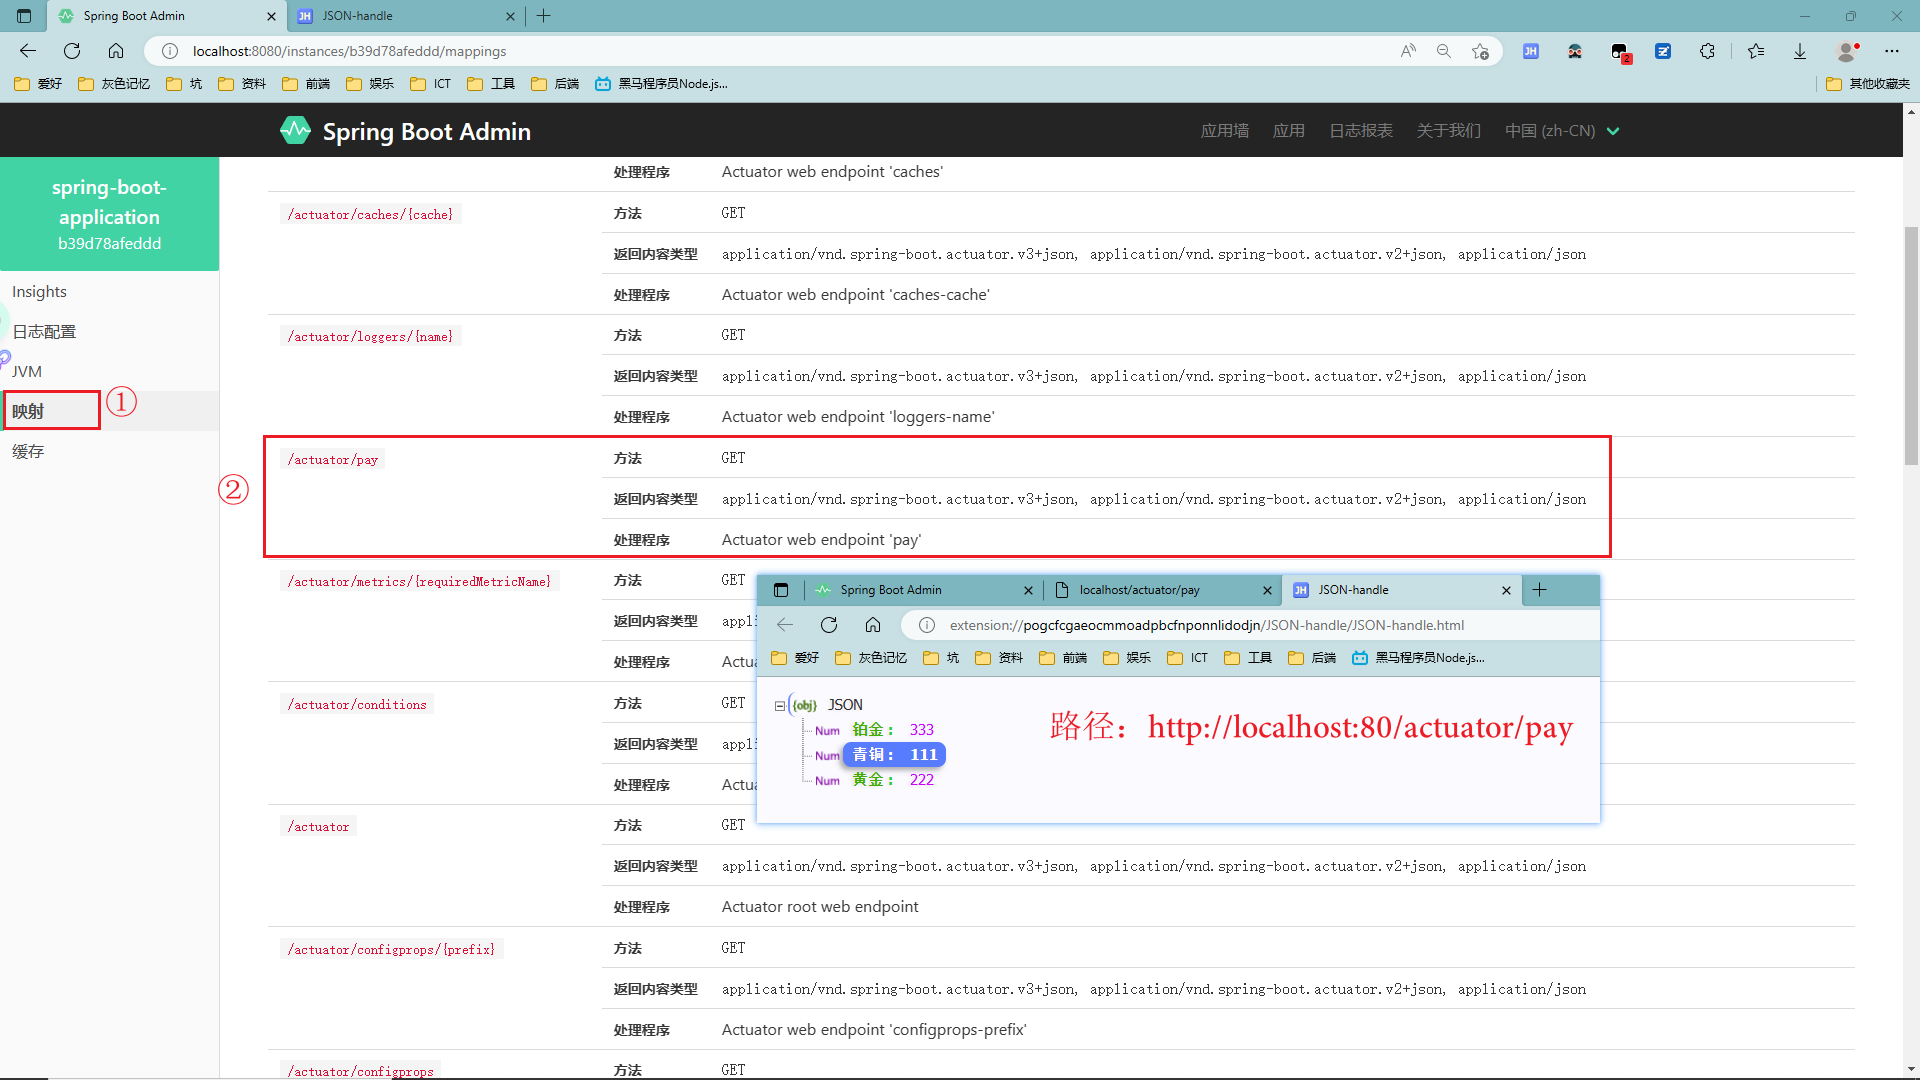 Spring Boot Admin
JSON-handle
localhost:8080/instances/b39d78afeddd/mappings
2
爱好
灰色记忆
坑
资料
前端
娱乐
ICT
工具
后端
黑马程序员Node.js...
其他收藏夹
Spring Boot Admin
应用墙
应用
日志报表
关于我们
中国 (zh-CN)
spring-boot-
application
b39d78afeddd
Insights
日志配置
JVM
映射
①
缓存
处理程序 Actuator web endpoint 'caches'
/actuator/caches/{cache} 方法 GET
返回内容类型 application/vnd.spring-boot.actuator.v3+json, application/vnd.spring-boot.actuator.v2+json, application/json
处理程序 Actuator web endpoint 'caches-cache'
/actuator/loggers/{name} 方法 GET
返回内容类型 application/vnd.spring-boot.actuator.v3+json, application/vnd.spring-boot.actuator.v2+json, application/json
处理程序 Actuator web endpoint 'loggers-name'
②
/actuator/pay 方法 GET
返回内容类型 application/vnd.spring-boot.actuator.v3+json, application/vnd.spring-boot.actuator.v2+json, application/json
处理程序 Actuator web endpoint 'pay'
/actuator/metrics/{requiredMetricName} 方法 GET
返回内容类型 appli
处理程序 Actua
/actuator/conditions 方法 GET
返回内容类型 appli
处理程序 Actua
Spring Boot Admin
localhost/actuator/pay
JSON-handle
extension://pogcfcgaeocmmoadpbcfnponnlidodjn/JSON-handle/JSON-handle.html
爱好
灰色记忆
坑
资料
前端
娱乐
ICT
工具
后端
黑马程序员Node.js...
{obj} JSON
Num 铂金： 333
Num 青铜： 111
Num 黄金： 222
路径：http://localhost:80/actuator/pay
/actuator 方法 GET
返回内容类型 application/vnd.spring-boot.actuator.v3+json, application/vnd.spring-boot.actuator.v2+json, application/json
处理程序 Actuator root web endpoint
/actuator/configprops/{prefix} 方法 GET
返回内容类型 application/vnd.spring-boot.actuator.v3+json, application/vnd.spring-boot.actuator.v2+json, application/json
处理程序 Actuator web endpoint 'configprops-prefix'
/actuator/configprops 方法 GET